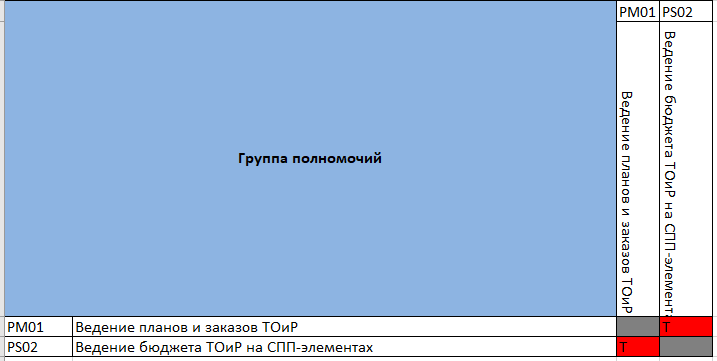 PM01 PS02
Ведение планов и заказов ТОиР
Ведение бюджета ТОиР на СПП-элемента
Группа полномочий
PM01 Ведение планов и заказов ТОиР T
PS02 Ведение бюджета ТОиР на СПП-элементах T